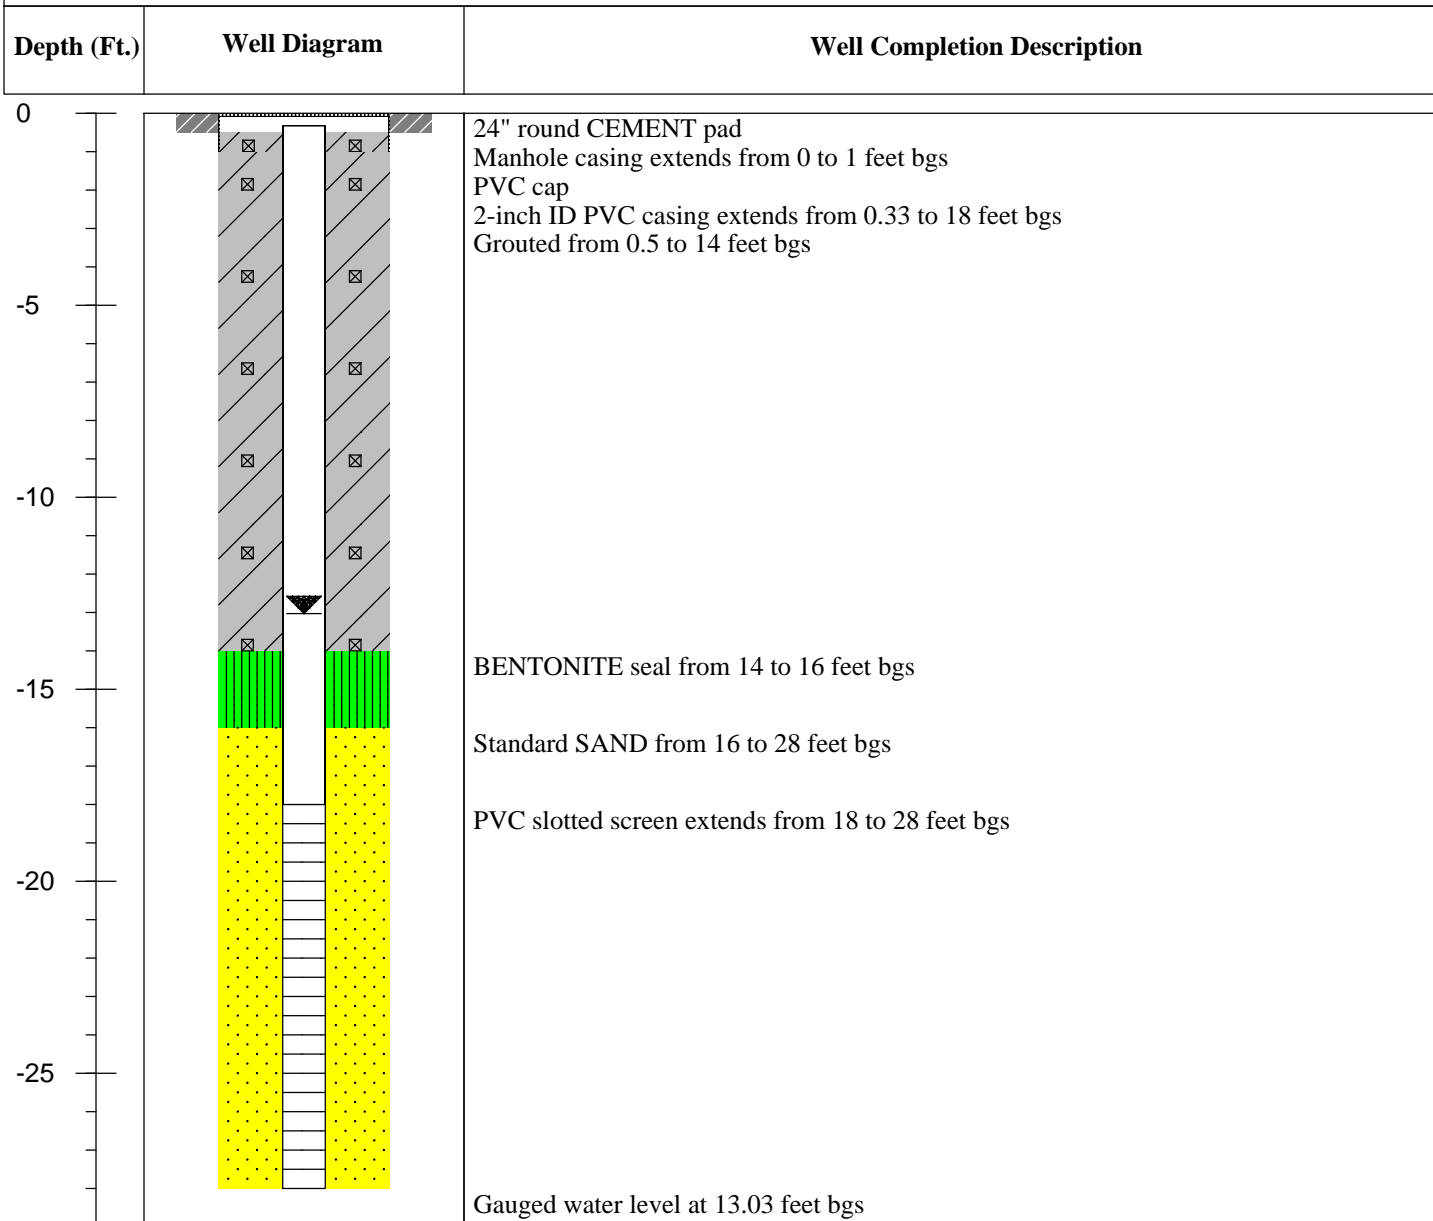 Depth (Ft.) Well Diagram Well Completion Description
0
24" round CEMENT pad
Manhole casing extends from 0 to 1 feet bgs
PVC cap
2-inch ID PVC casing extends from 0.33 to 18 feet bgs
Grouted from 0.5 to 14 feet bgs
-5
-10
BENTONITE seal from 14 to 16 feet bgs
-15
Standard SAND from 16 to 28 feet bgs
PVC slotted screen extends from 18 to 28 feet bgs
-20
-25
Gauged water level at 13.03 feet bgs